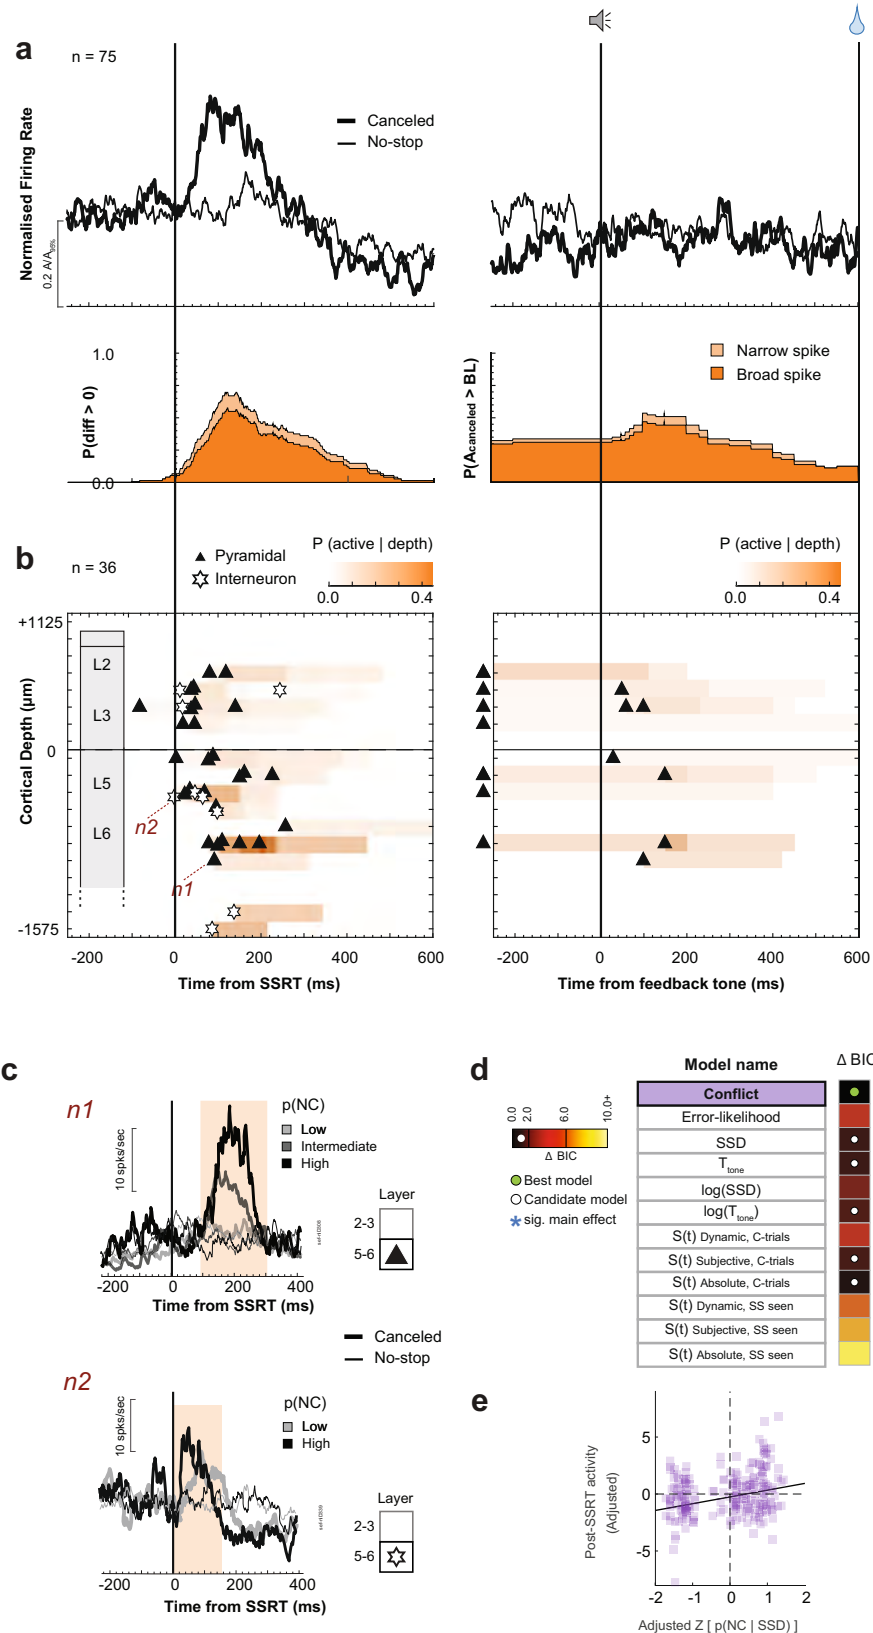 a
n = 75
Normalised Firing Rate
0.2 A/A99%
Canceled
No-stop
1.0
P(diff > 0)
0.0
P(Acanceled > BL)
Narrow spike
Broad spike
b
n = 36
Pyramidal
Interneuron
P (active | depth)
0.0 0.4
P (active | depth)
0.0 0.4
+1125
L2
L3
0
L5
L6
Cortical Depth (µm)
n2
n1
-1575
-200 0 200 400 600
Time from SSRT (ms)
-200 0 200 400 600
Time from feedback tone (ms)
c
n1
10 spks/sec
p(NC)
Low
Intermediate
High
Layer
2-3
5-6
-200 0 200 400
Time from SSRT (ms)
Canceled
No-stop
n2
10 spks/sec
p(NC)
Low
High
Layer
2-3
5-6
-200 0 200 400
Time from SSRT (ms)
d
0.0 2.0 6.0 10.0+
Δ BIC
Best model
Candidate model
* sig. main effect
Model name Δ BIC
Conflict
Error-likelihood
SSD
Ttone
log(SSD)
log(Ttone)
S(t) Dynamic, C-trials
S(t) Subjective, C-trials
S(t) Absolute, C-trials
S(t) Dynamic, SS seen
S(t) Subjective, SS seen
S(t) Absolute, SS seen
e
Post-SSRT activity
(Adjusted)
5
0
-5
-2 -1 0 1 2
Adjusted Z [ p(NC | SSD) ]